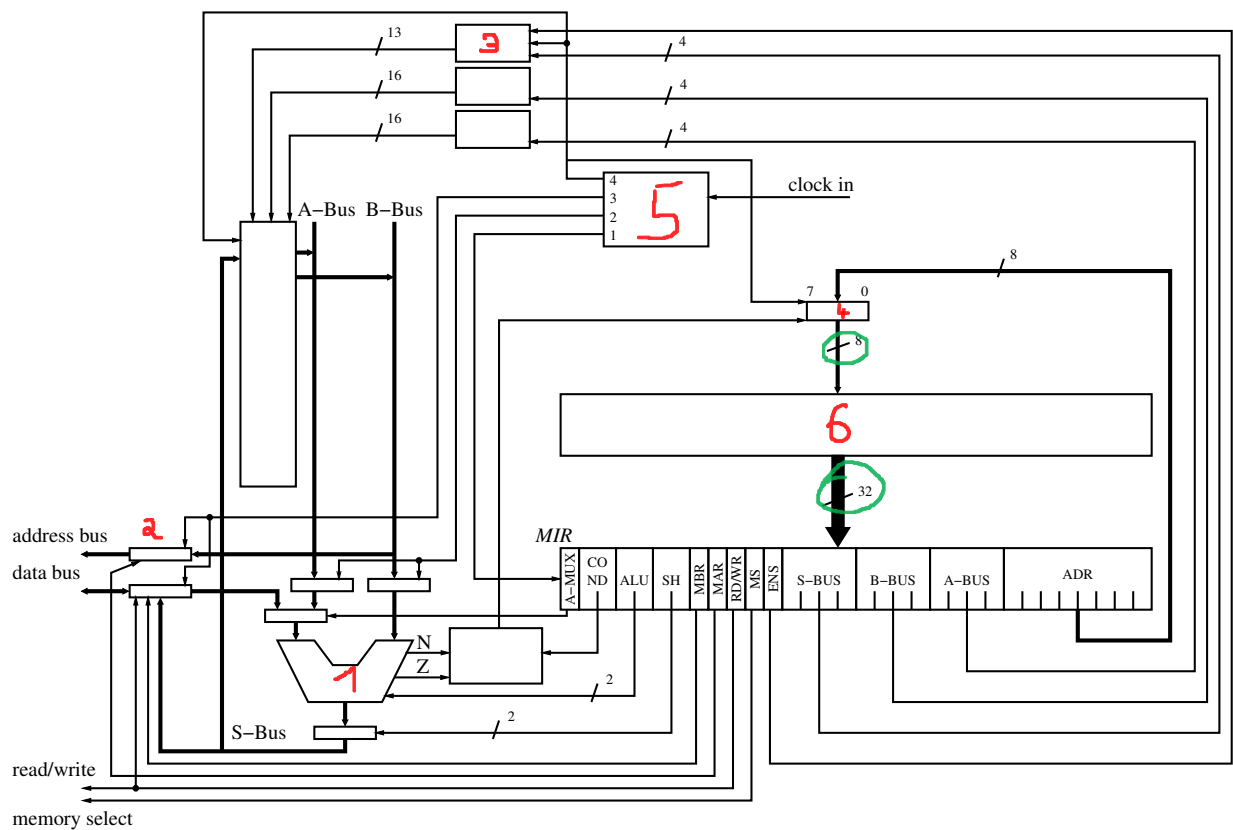 13
3
4
16
4
16
4
4
3
2
1
5
clock in
A-Bus B-Bus
8
7 0
4
8
6
32
address bus
2
data bus
MIR
A-MUX
CO
ND
ALU
SH
MBR
MAR
RD/WR
MS
ENS
S-BUS
B-BUS
A-BUS
ADR
N
Z
1
2
2
S-Bus
read/write
memory select